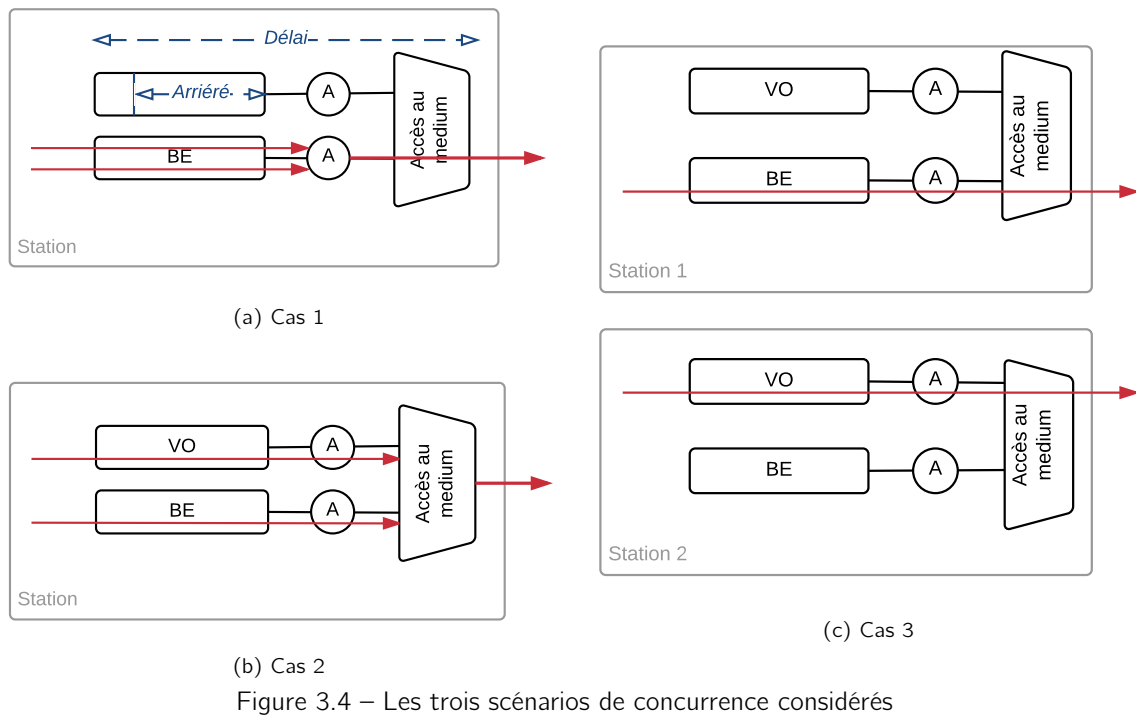 Délai
Arriéré
A
BE
A
Accès au
medium
Station
(a) Cas 1
VO
A
BE
A
Accès au
medium
Station
(b) Cas 2
VO
A
BE
A
Accès au
medium
Station 1
VO
A
BE
A
Accès au
medium
Station 2
(c) Cas 3
Figure 3.4 – Les trois scénarios de concurrence considérés